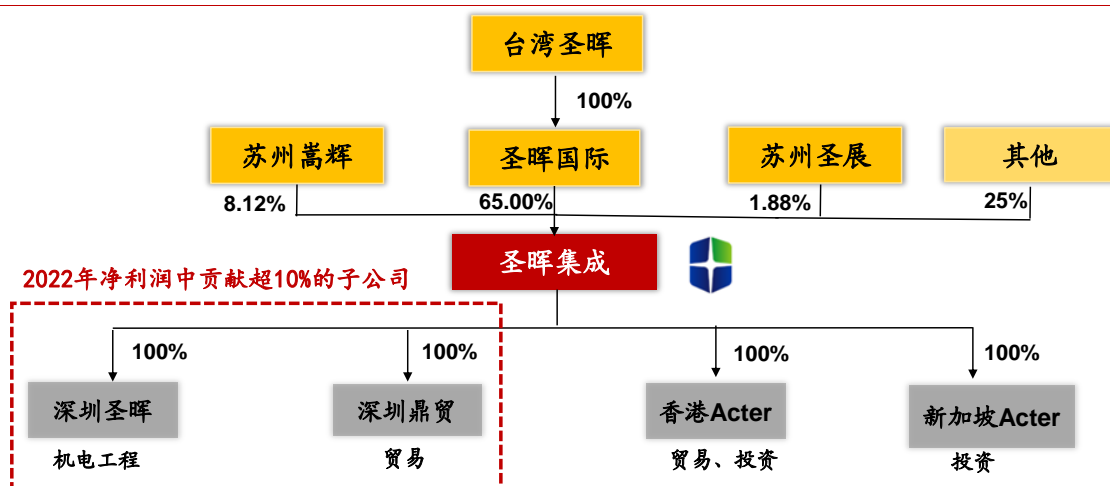 台湾圣晖
100%
苏州嵩辉
圣晖国际
苏州圣展
其他
8.12%
65.00%
1.88%
25%
圣晖集成
2022年净利润中贡献超10%的子公司
100%
100%
100%
100%
深圳圣晖
深圳鼎贸
香港Acter
新加坡Acter
机电工程
贸易
贸易、投资
投资